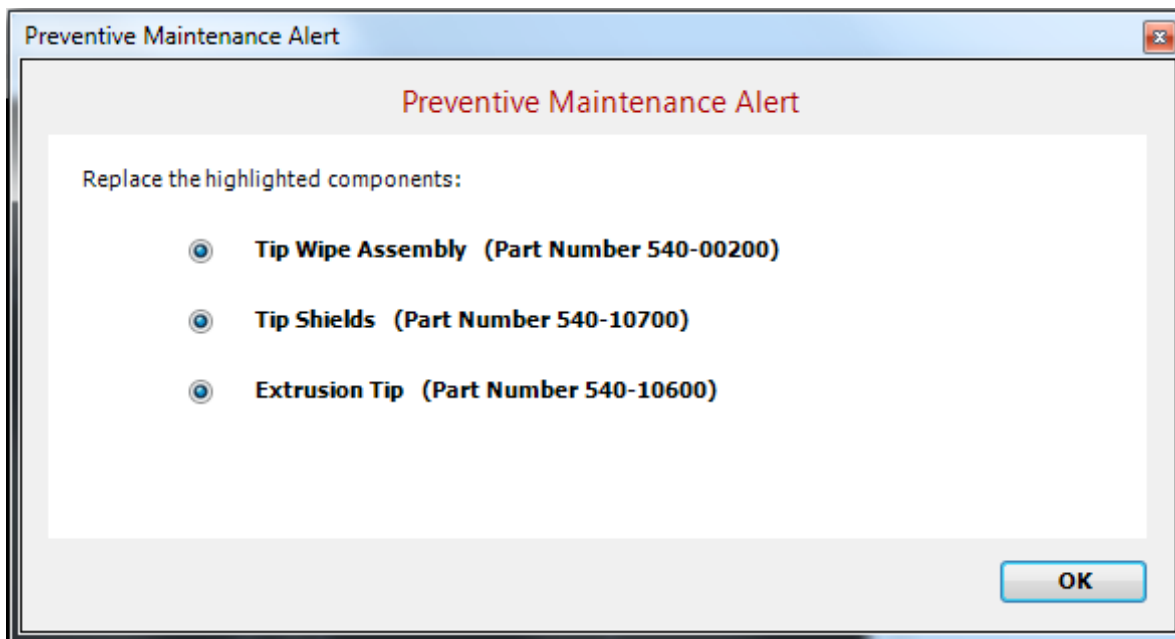 Preventive Maintenance Alert
Preventive Maintenance Alert
Replace the highlighted components:
Tip Wipe Assembly (Part Number 540-00200)
Tip Shields (Part Number 540-10700)
Extrusion Tip (Part Number 540-10600)
OK